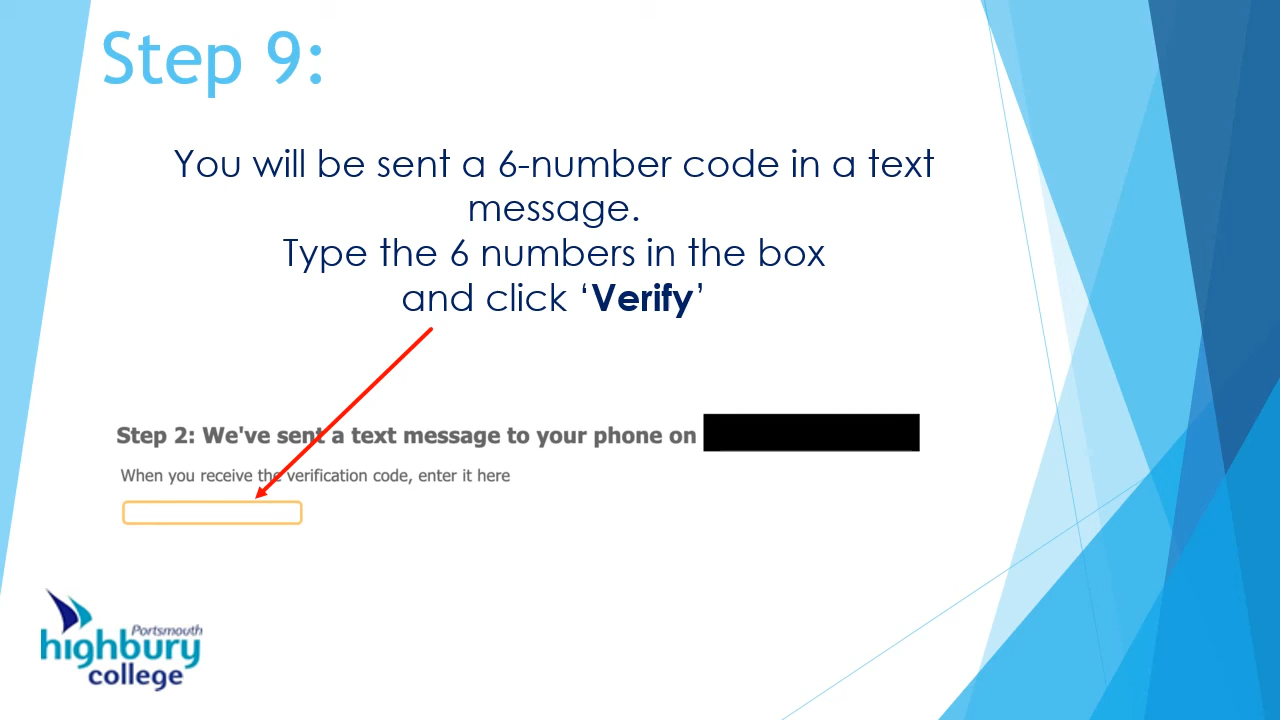 Step 9:
You will be sent a 6-number code in a text
message.
Type the 6 numbers in the box
and click ‘Verify’
Step 2: We've sent a text message to your phone on
When you receive the verification code, enter it here
Portsmouth
highbury
college